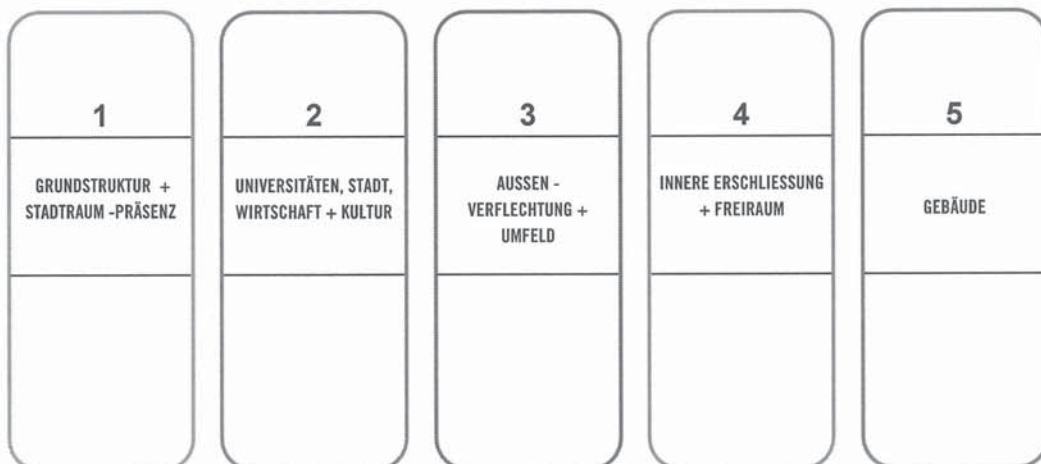 1
GRUNDSTRUKTUR +
STADTRAUM -PRÄSENZ
2
UNIVERSITÄTEN, STADT,
WIRTSCHAFT + KULTUR
3
AUSSEN -
VERFLECHTUNG +
UMFELD
4
INNERE ERSCHLIESSUNG
+ FREIRAUM
5
GEBÄUDE